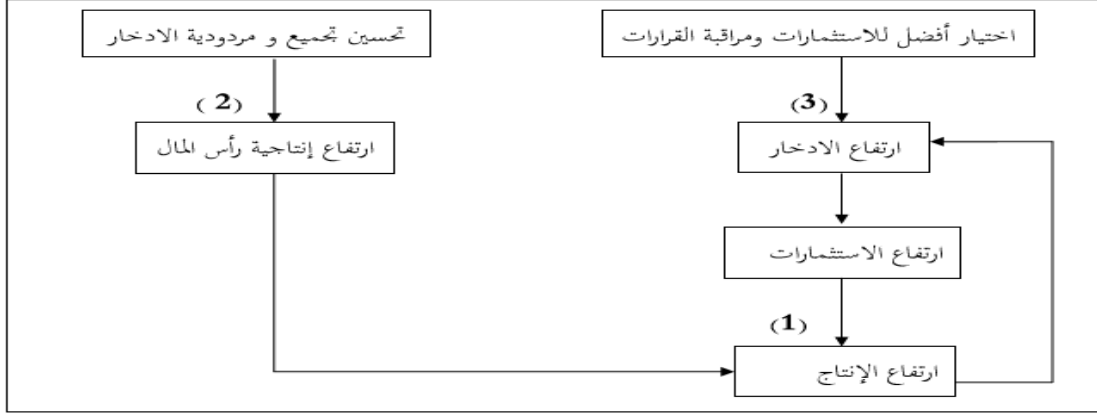 اختيار أفضل للاستثمارات ومراقبة القرارات
تحسين تجميع و مردودية الادخار
(3)
(2)
ارتفاع الادخار
ارتفاع إنتاجية رأس المال
ارتفاع الاستثمارات
(1)
ارتفاع الإنتاج